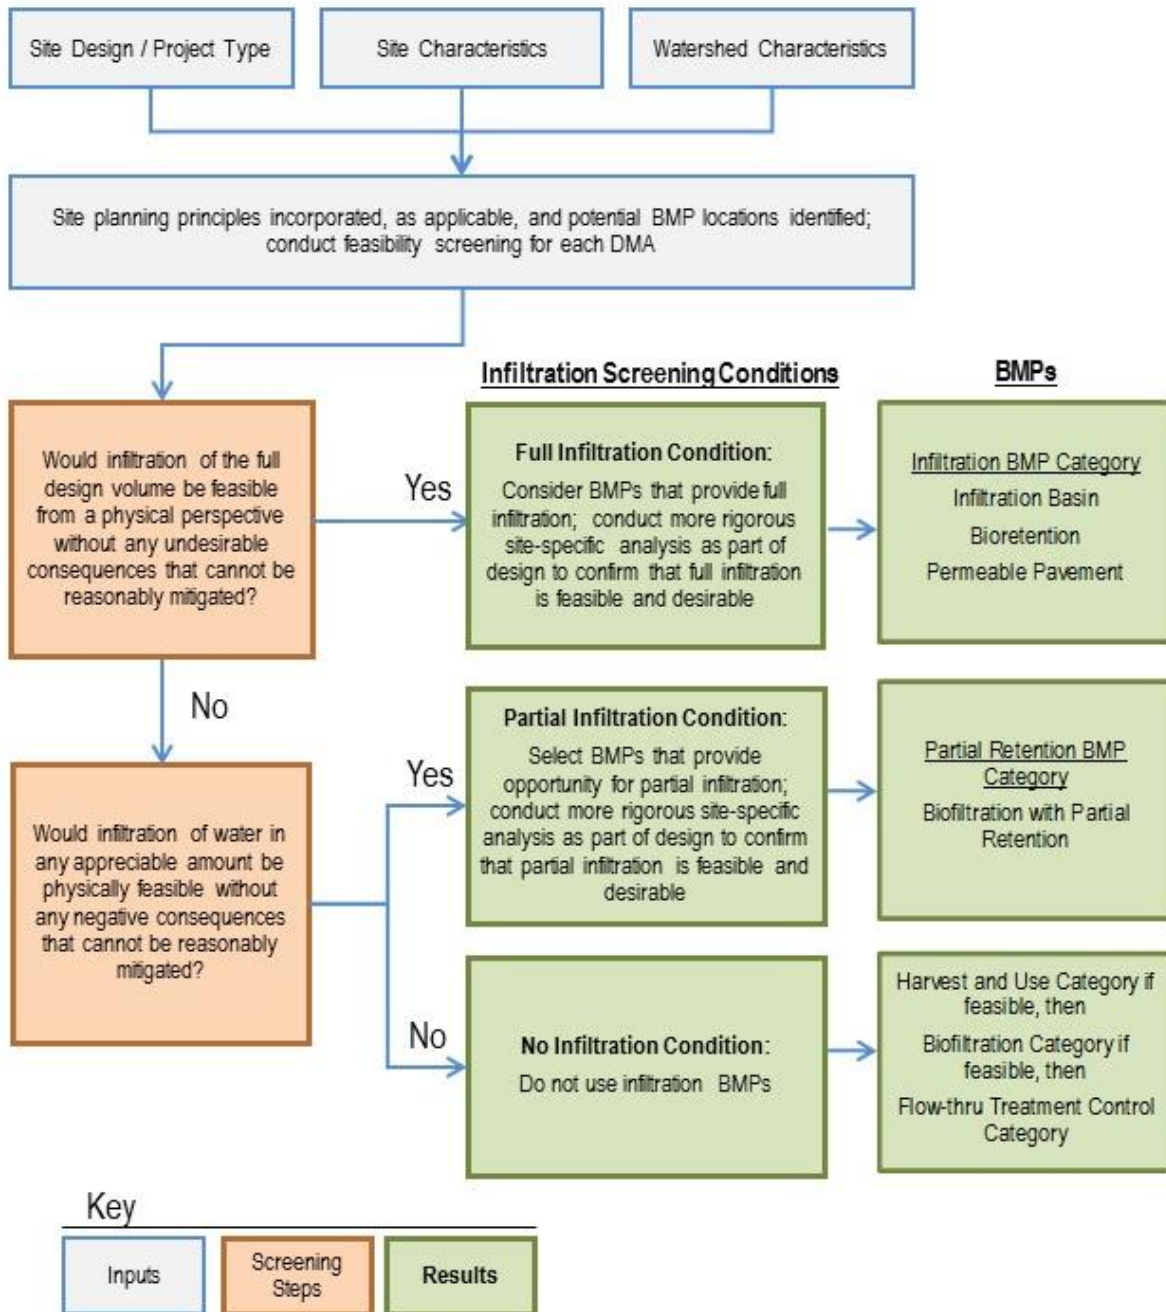 Site Design / Project Type
Site Characteristics
Watershed Characteristics
Site planning principles incorporated, as applicable, and potential BMP locations identified;
conduct feasibility screening for each DMA
Infiltration Screening Conditions
BMPs
Would infiltration of the full
design volume be feasible
from a physical perspective
without any undesirable
consequences that cannot be
reasonably mitigated?
Yes
Full Infiltration Condition:
Consider BMPs that provide full
infiltration; conduct more rigorous
site-specific analysis as part of
design to confirm that full infiltration
is feasible and desirable
Infiltration BMP Category
Infiltration Basin
Bioretention
Permeable Pavement
No
Would infiltration of water in
any appreciable amount be
physically feasible without
any negative consequences
that cannot be reasonably
mitigated?
Yes
Partial Infiltration Condition:
Select BMPs that provide
opportunity for partial infiltration;
conduct more rigorous site-specific
analysis as part of design to confirm
that partial infiltration is feasible and
desirable
Partial Retention BMP
Category
Biofiltration with Partial
Retention
No
No Infiltration Condition:
Do not use infiltration BMPs
Harvest and Use Category if
feasible, then
Biofiltration Category if
feasible, then
Flow-thru Treatment Control
Category
Key
Inputs
Screening
Steps
Results